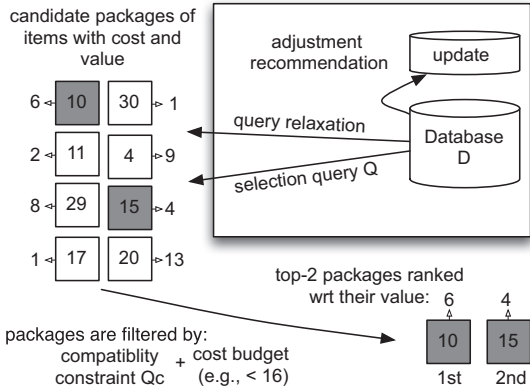 candidate packages of
items with cost and
value
6 10 30 1
2 11 4 9
8 29 15 4
1 17 20 13
adjustment
recommendation
update
Database
D
query relaxation
selection query Q
top-2 packages ranked
wrt their value:
6 4
10 15
1st 2nd
packages are filtered by:
compatiblity
constraint Qc
+
cost budget
(e.g., < 16)